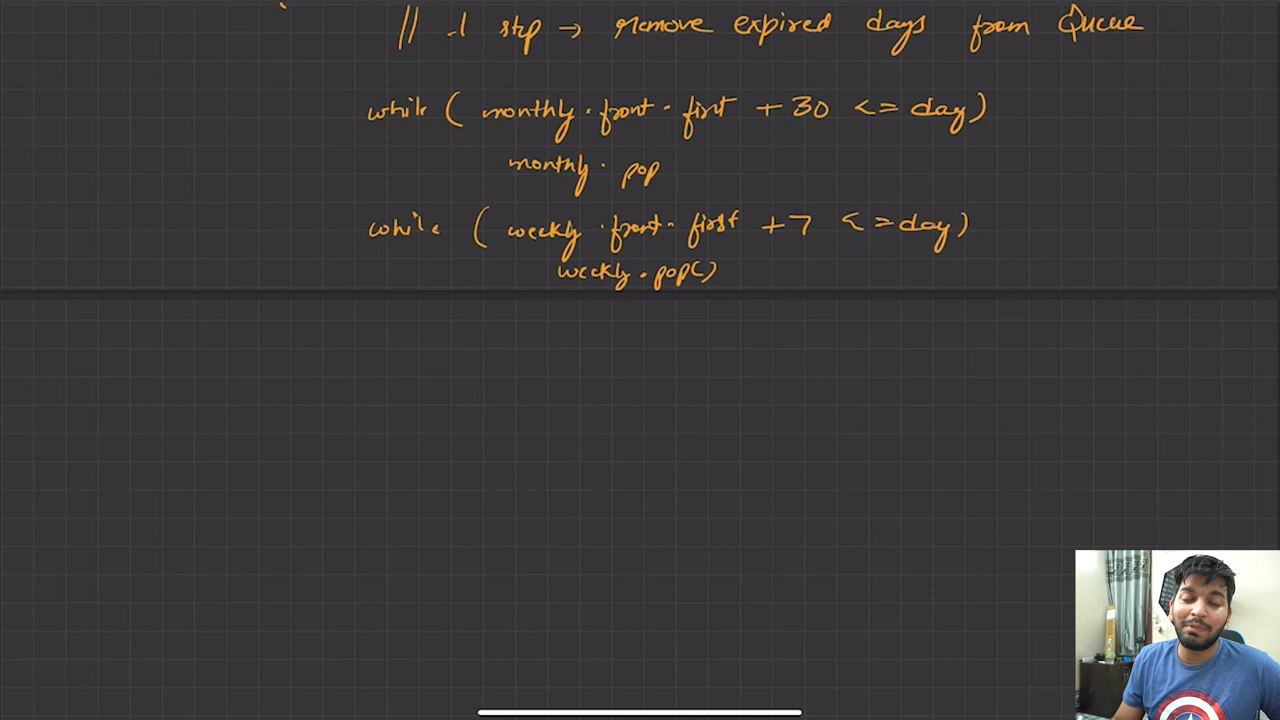 // 1 step → remove expired days from Queue
while ( monthly.front.first + 30 <= day)
monthly.pop
while ( weekly.front.first + 7 <= day)
weekly.pop()